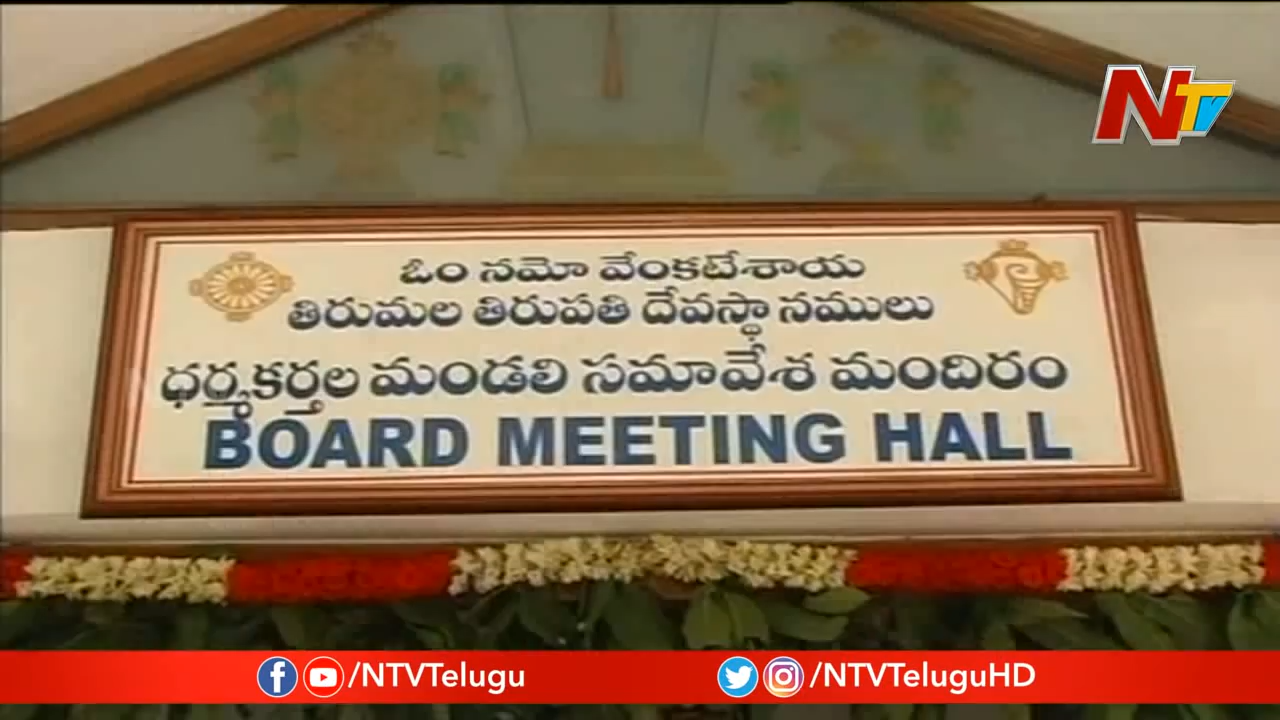 NTV
ఓం నమో వేంకటేశాయ
తిరుమల తిరుపతి దేవస్థానములు
ధర్మకర్తల మండలి సమావేశ మందిరం
BOARD MEETING HALL
/NTVTelugu /NTVTeluguHD